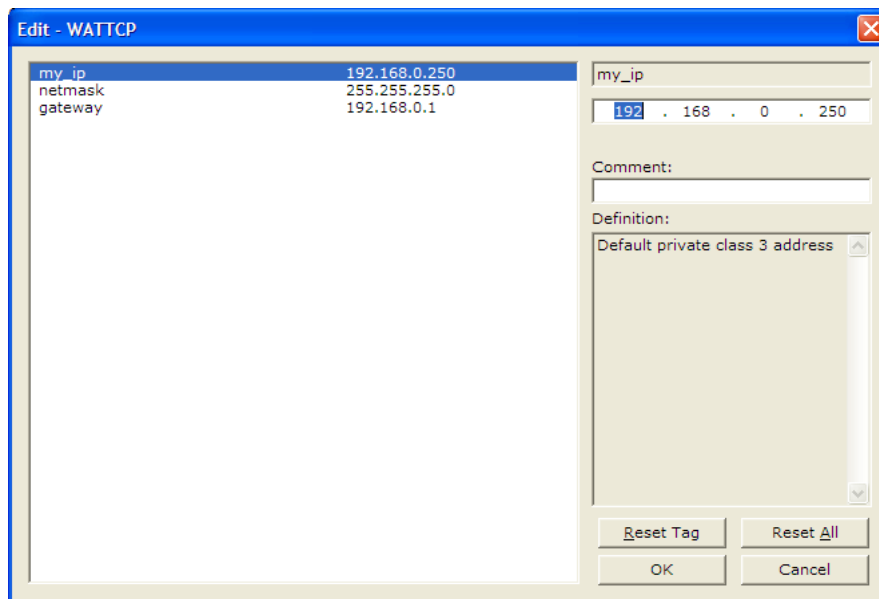 Edit - WATTCP
my_ip 192.168.0.250
netmask 255.255.255.0
gateway 192.168.0.1
my_ip
192 . 168 . 0 . 250
Comment:
Definition:
Default private class 3 address
Reset Tag Reset All
OK Cancel